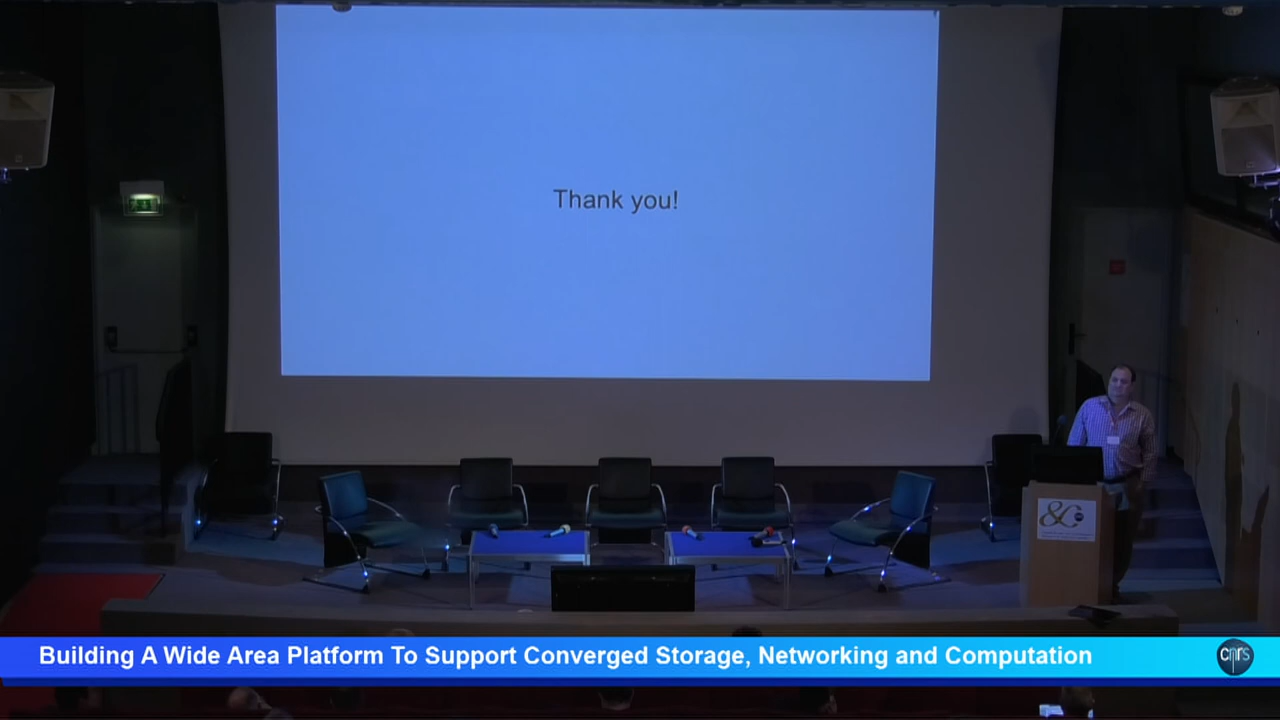 Thank you!
&C
Building A Wide Area Platform To Support Converged Storage, Networking and Computation
cnrs